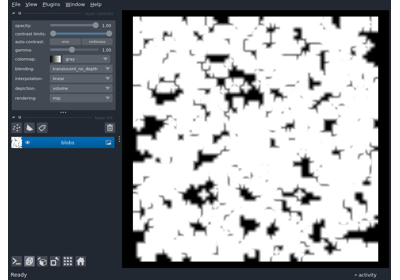 File View Plugins Window Help
opacity: 1.00
contrast limits:
auto-contrast: once continuous
gamma: 1.00
colormap: gray
blending: translucent_no_depth
interpolation: linear
depiction: volume
rendering: mip
blobs
Ready activity